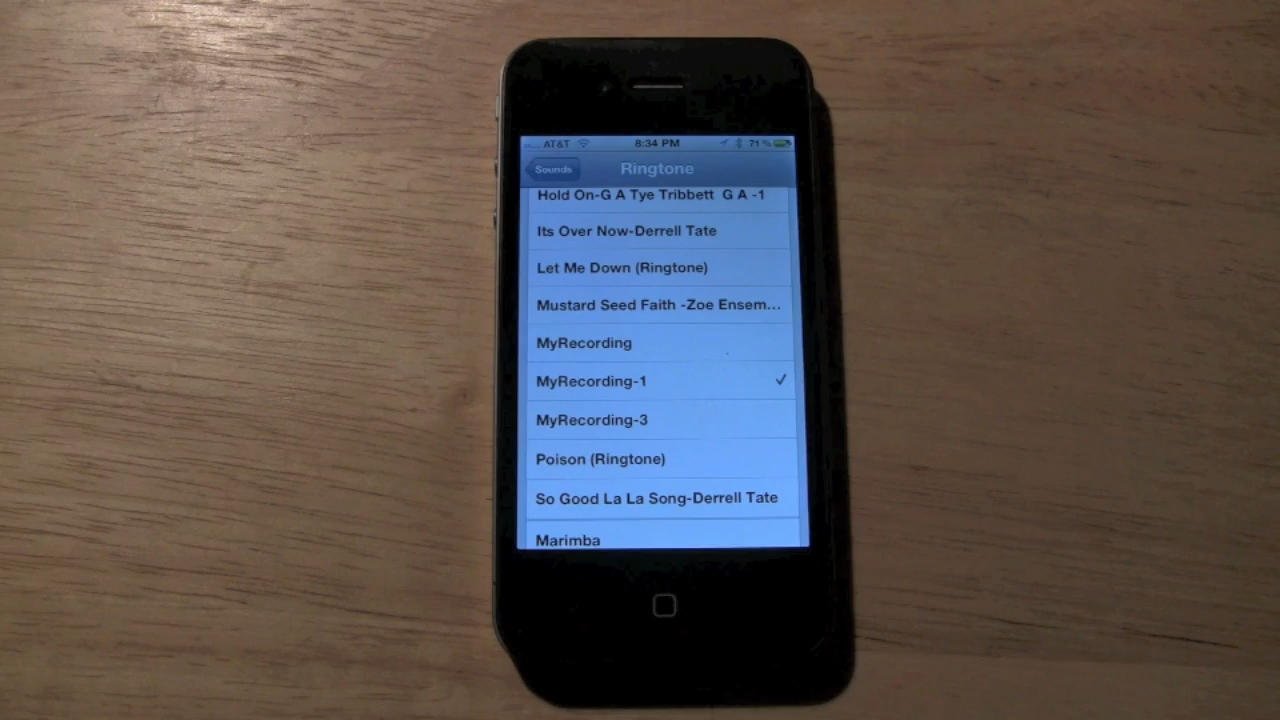 AT&T 8:34 PM 71%
Sounds Ringtone
Hold On-G A Tye Tribbett G A -1
Its Over Now-Derrell Tate
Let Me Down (Ringtone)
Mustard Seed Faith -Zoe Ensem...
MyRecording
MyRecording-1
MyRecording-3
Poison (Ringtone)
So Good La La Song-Derrell Tate
Marimba